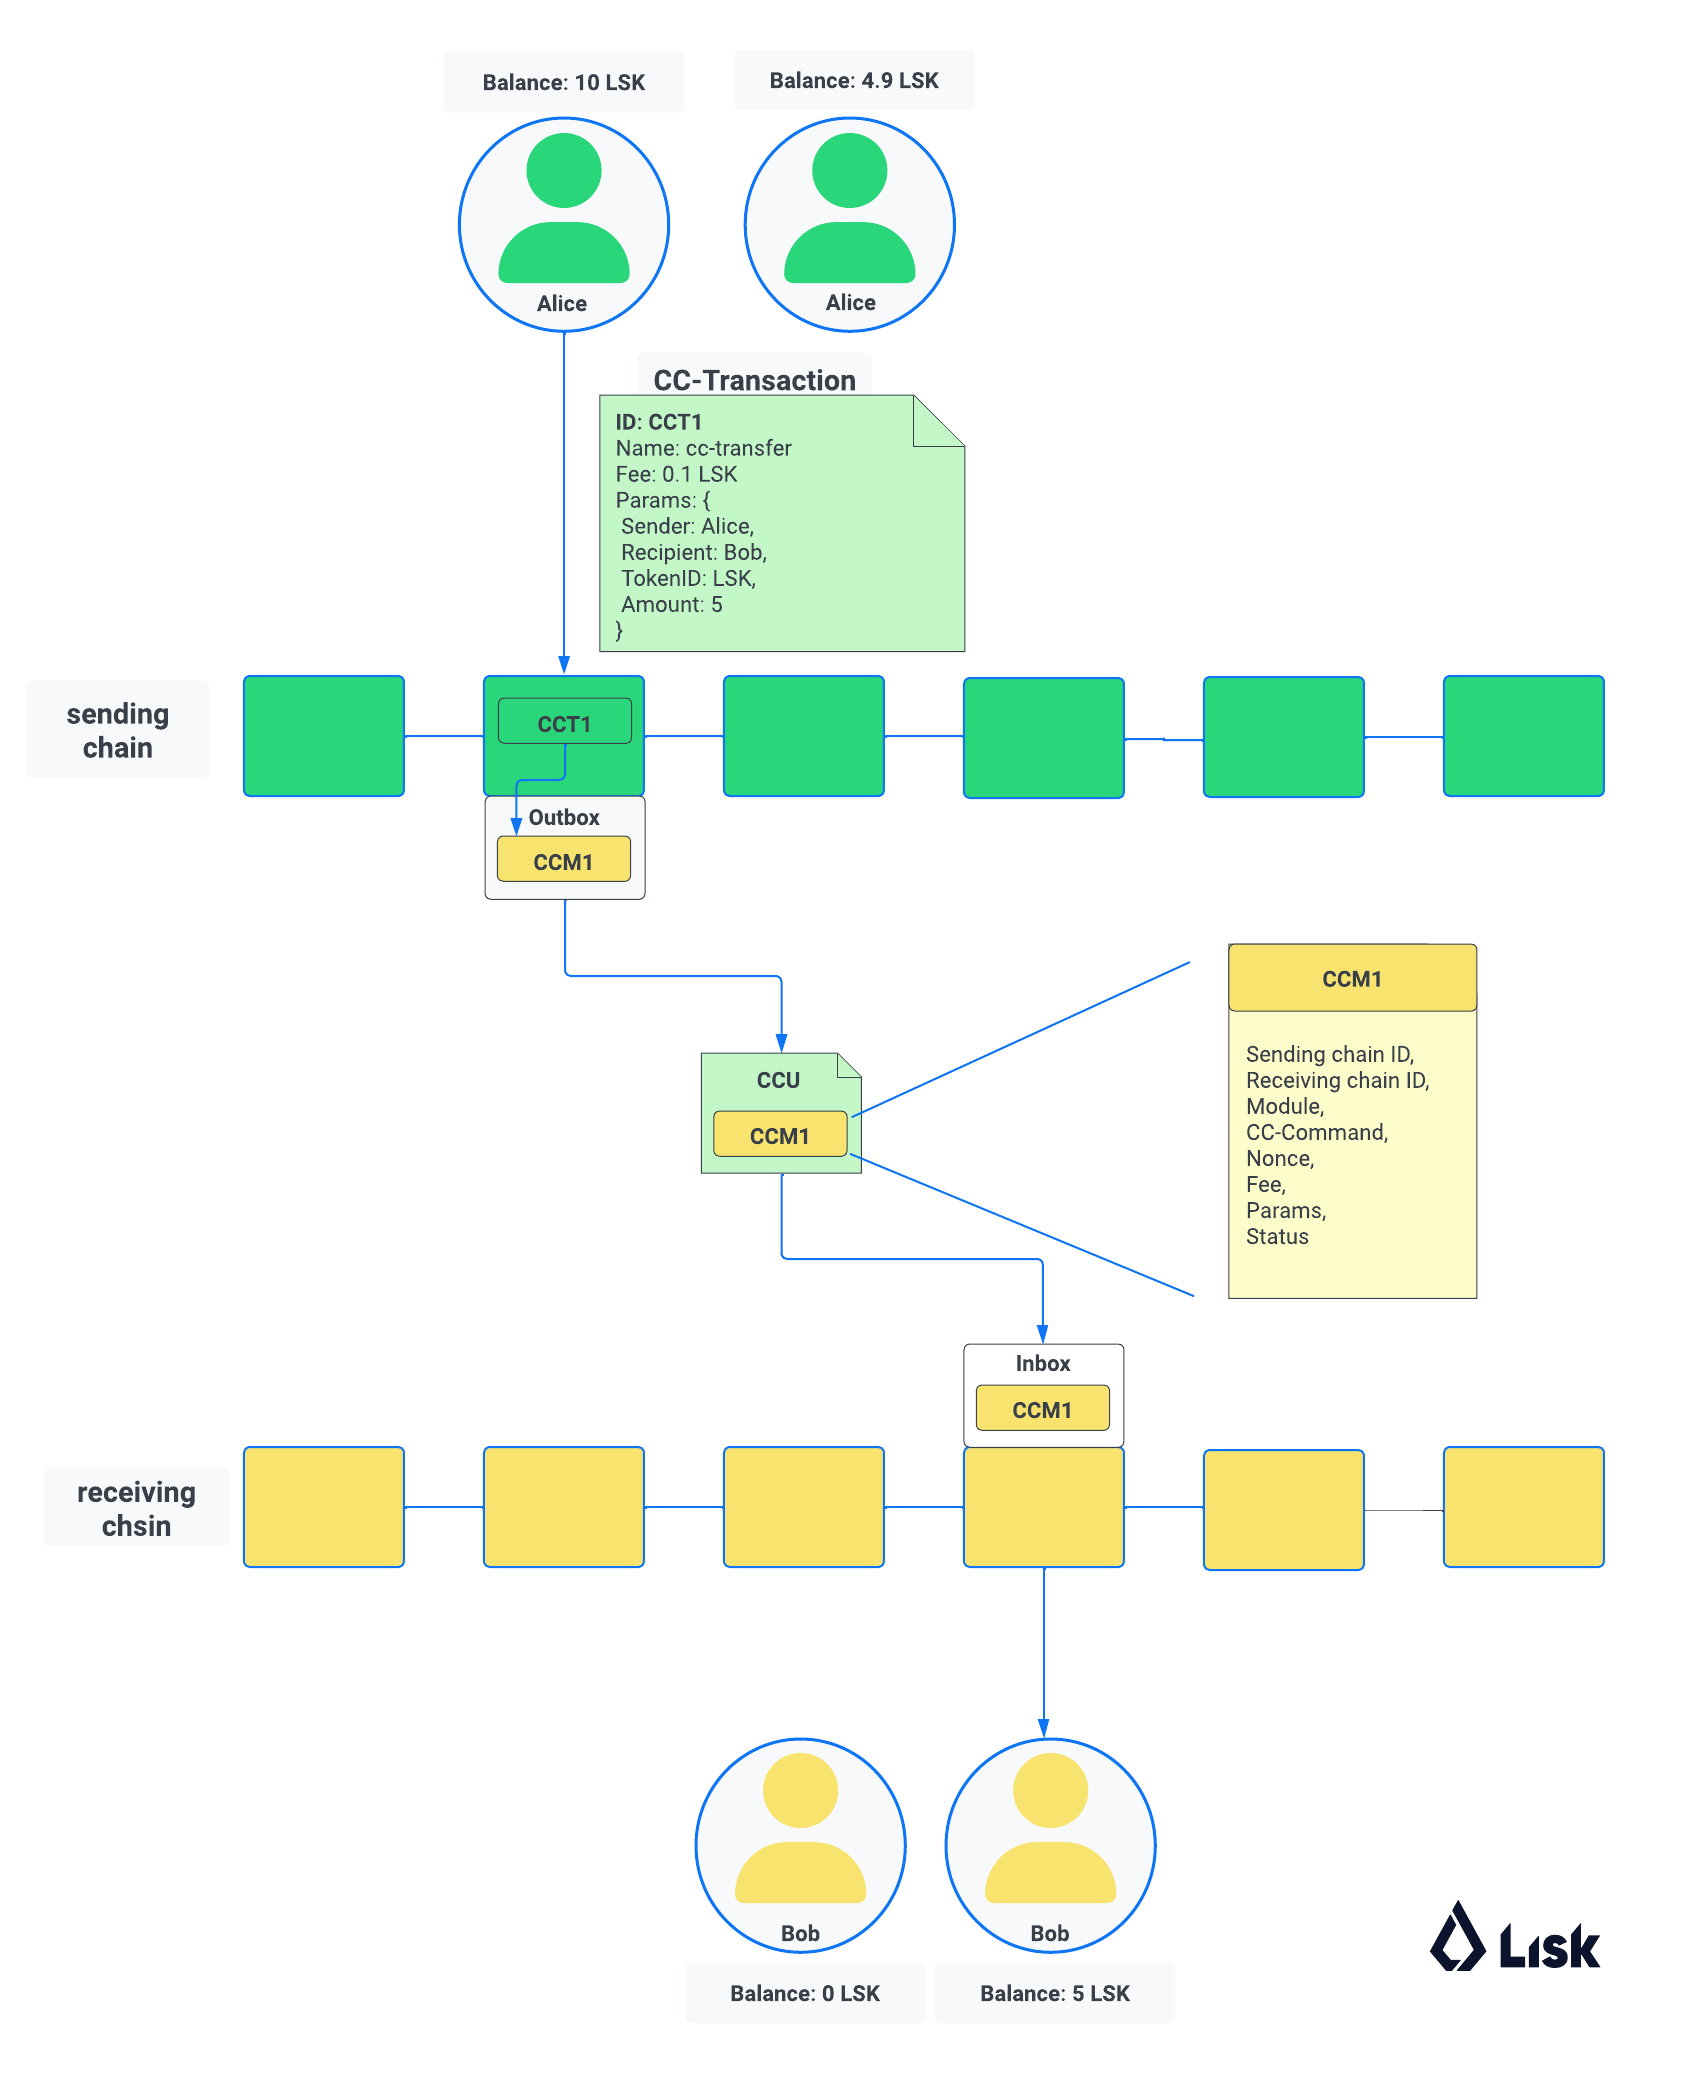 Balance: 10 LSK
Balance: 4.9 LSK
Alice
Alice
CC-Transaction
ID: CCT1
Name: cc-transfer
Fee: 0.1 LSK
Params: {
Sender: Alice,
Recipient: Bob,
TokenID: LSK,
Amount: 5
}
sending
chain
CCT1
Outbox
CCM1
CCU
CCM1
CCM1
Sending chain ID,
Receiving chain ID,
Module,
CC-Command,
Nonce,
Fee,
Params,
Status
Inbox
CCM1
receiving
chsin
Bob
Bob
Balance: 0 LSK
Balance: 5 LSK
Lisk